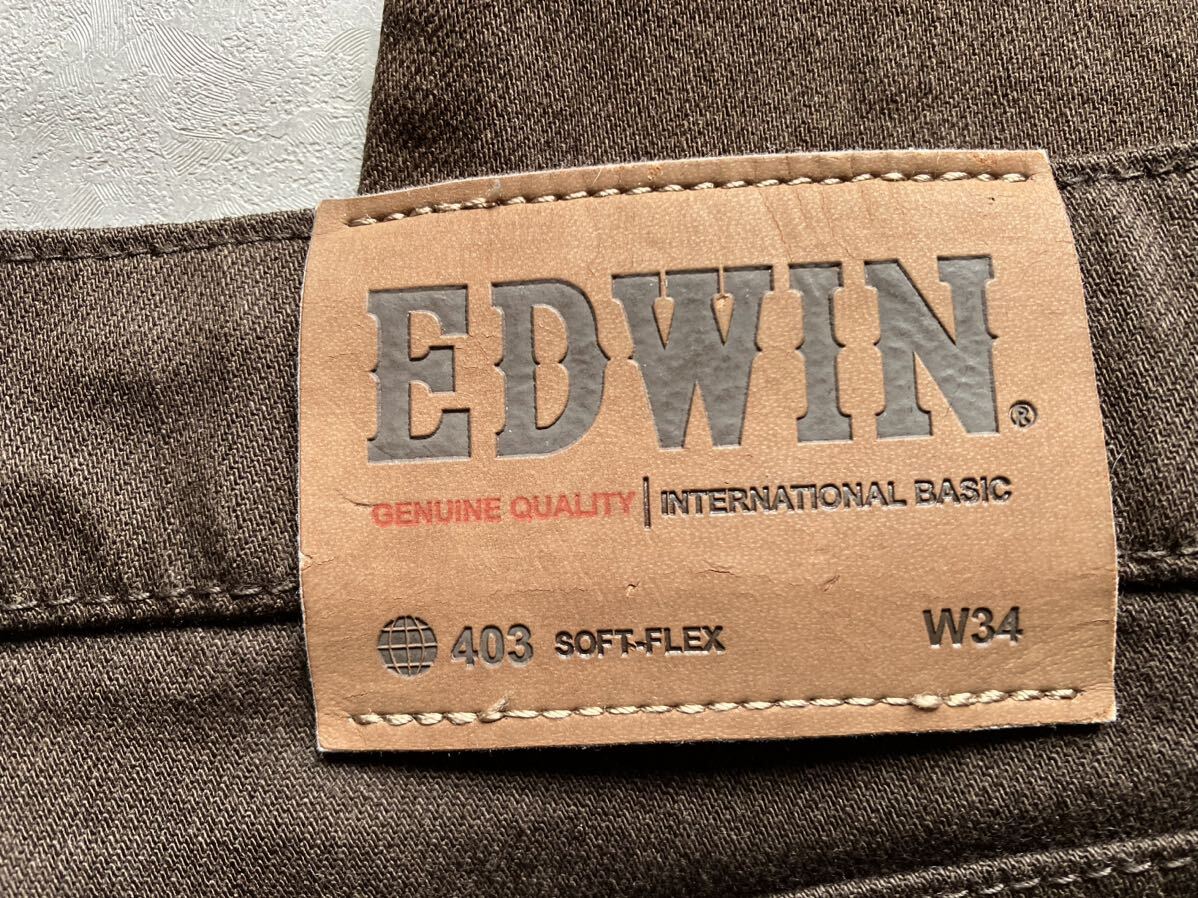 EDWIN®
GENUINE QUALITY | INTERNATIONAL BASIC
403 SOFT-FLEX W34